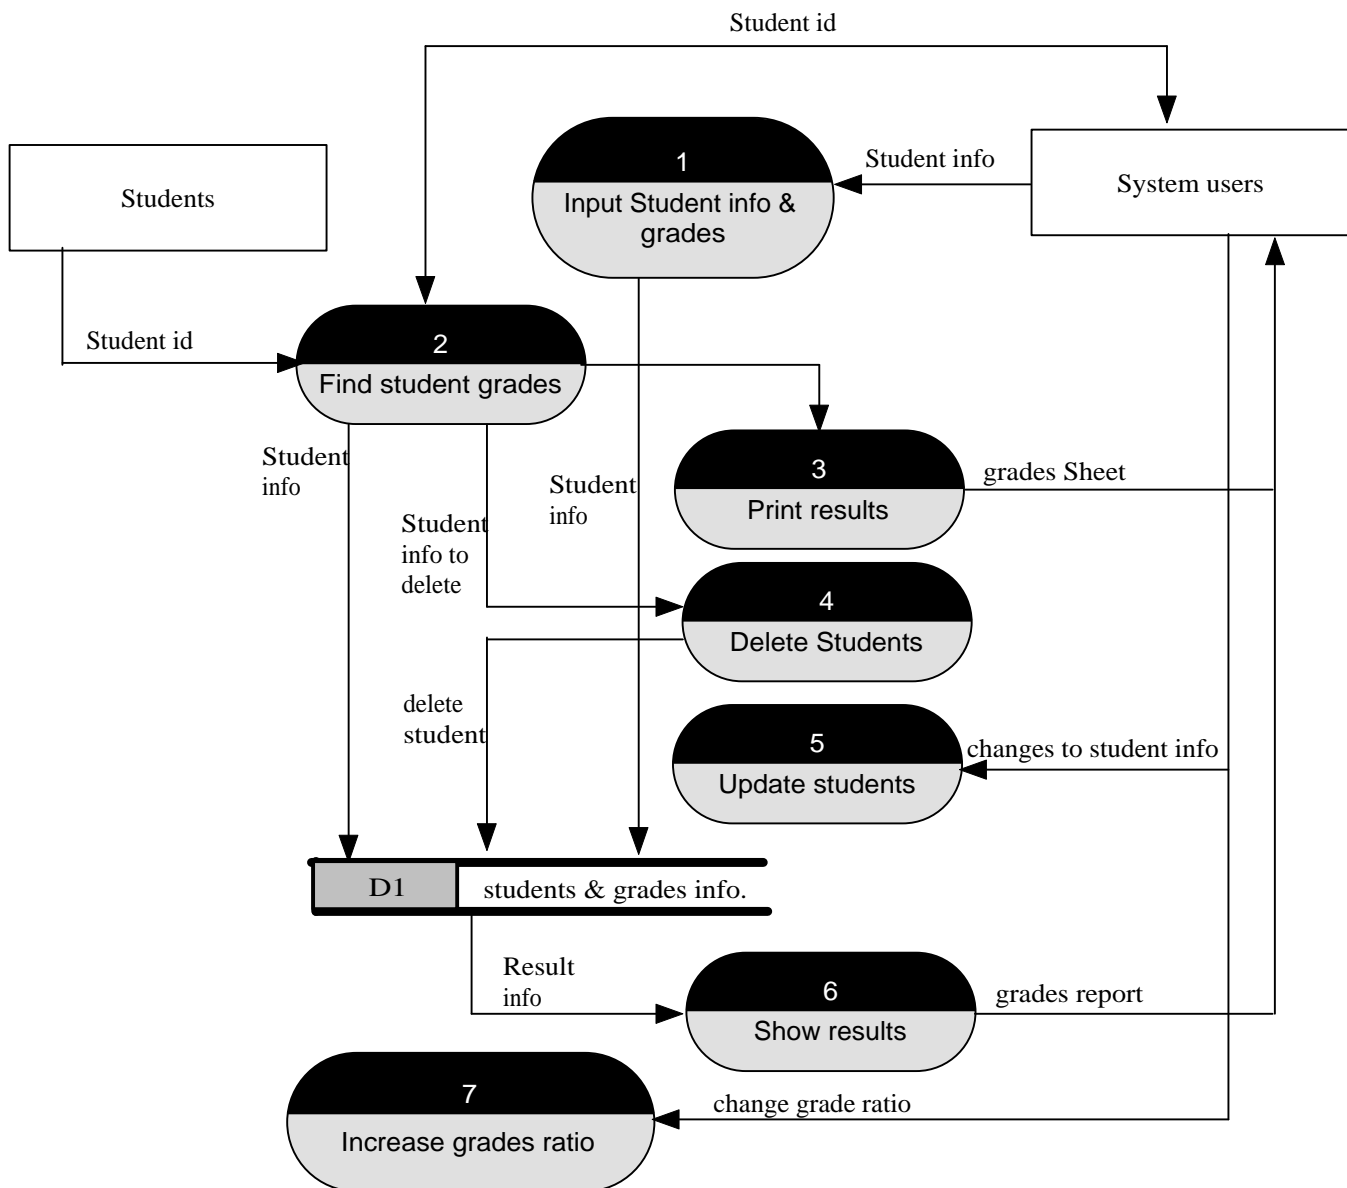 Student id
1
Student info
Input Student info &
grades
System users
Students
Student id
2
Find student grades
Student
info
Student
info to
delete
Student
info
3
Print results
grades Sheet
4
Delete Students
delete
student
5
Update students
changes to student info
D1
students & grades info.
Result
info
6
Show results
grades report
7
Increase grades ratio
change grade ratio